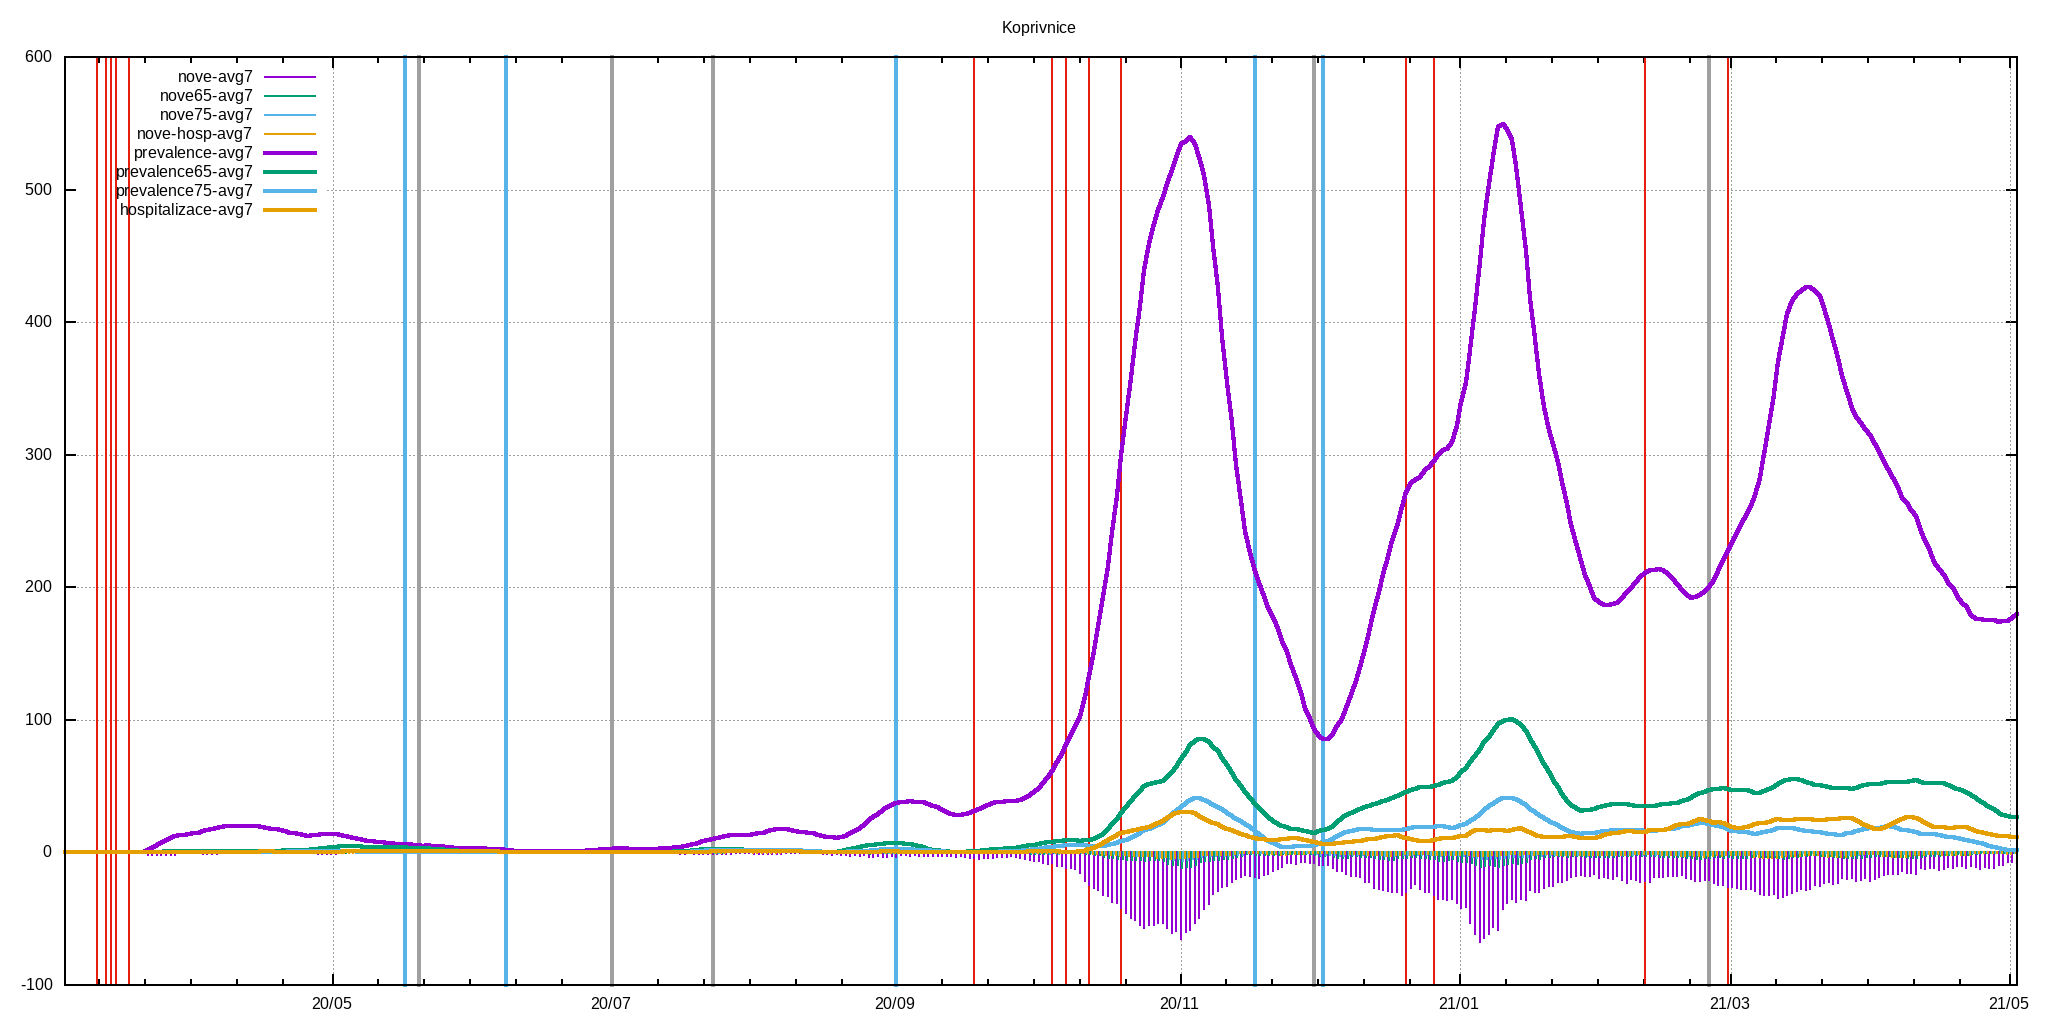 Koprivnice
600
500
400
300
200
100
0
-100
nove-avg7
nove65-avg7
nove75-avg7
nove-hosp-avg7
prevalence-avg7
prevalence65-avg7
prevalence75-avg7
hospitalizace-avg7
20/05
20/07
20/09
20/11
21/01
21/03
21/05